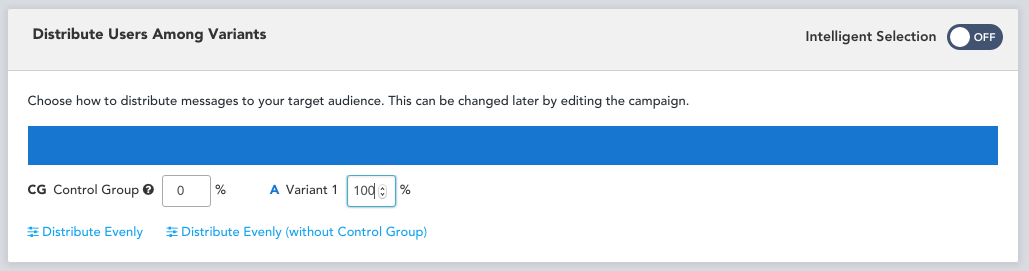 Distribute Users Among Variants
Intelligent Selection OFF
Choose how to distribute messages to your target audience. This can be changed later by editing the campaign.
CG Control Group ? 0 % A Variant 1 100 %
Distribute Evenly Distribute Evenly (without Control Group)